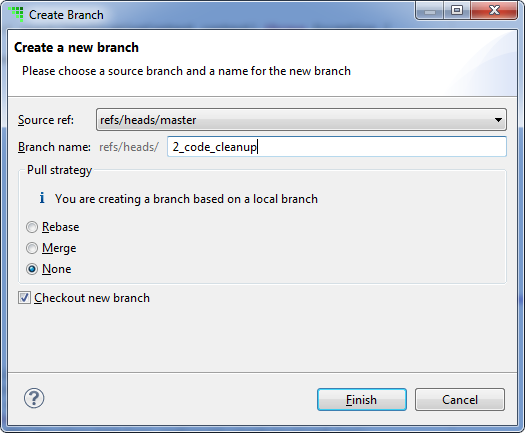 Create Branch
Create a new branch
Please choose a source branch and a name for the new branch
Source ref: refs/heads/master
Branch name: refs/heads/ 2_code_cleanup
Pull strategy
i You are creating a branch based on a local branch
Rebase
Merge
None
Checkout new branch
? Finish Cancel